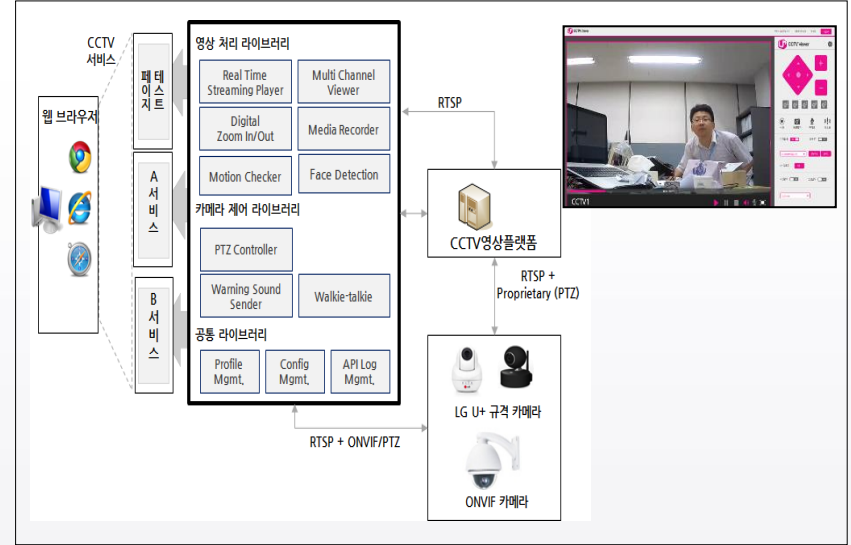 CCTV
서비스
웹 브라우저
테스트
페이지
A
서
비
스
B
서
비
스
영상 처리 라이브러리
Real Time
Streaming Player
Multi Channel
Viewer
Digital
Zoom In/Out
Media Recorder
Motion Checker
Face Detection
카메라 제어 라이브러리
PTZ Controller
Warning Sound
Sender
Walkie-talkie
공통 라이브러리
Profile
Mgmt.
Config
Mgmt.
API Log
Mgmt.
RTSP
CCTV영상플랫폼
RTSP +
Proprietary (PTZ)
LG U+ 규격 카메라
ONVIF 카메라
RTSP + ONVIF/PTZ
CCTV viewer
CCTV1